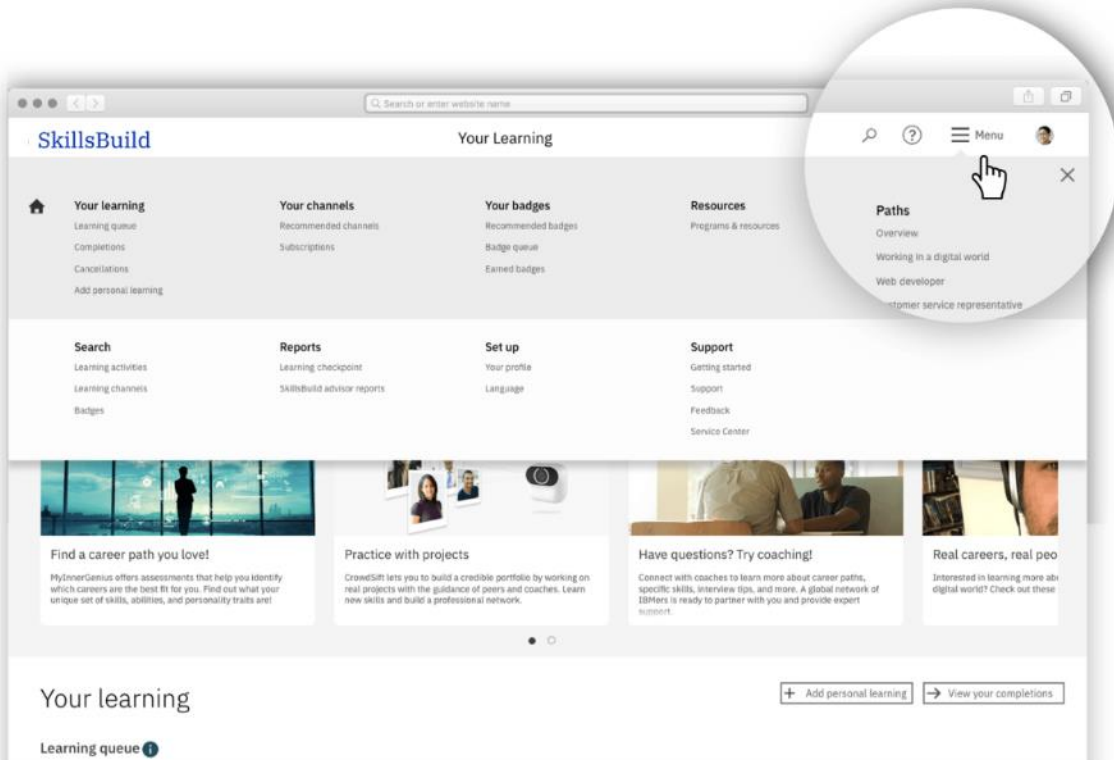 Search or enter website name
SkillsBuild
Your Learning
Menu
Your learning
Learning queue
Completions
Cancellations
Add personal learning
Your channels
Recommended channels
Subscriptions
Your badges
Recommended badges
Badge queue
Earned badges
Resources
Programs & resources
Paths
Overview
Working in a digital world
Web developer
customer service representative
Search
Learning activities
Learning channels
Badges
Reports
Learning checkpoint
SkillsBuild advisor reports
Set up
Your profile
Language
Support
Getting started
Support
Feedback
Service Center
Find a career path you love!
MyInnerGenius offers assessments that help you identify
which careers are the best fit for you. Find out what your
unique set of skills, abilities, and personality traits are!
Practice with projects
CrowdSift lets you to build a credible portfolio by working on
real projects with the guidance of peers and coaches. Learn
new skills and build a professional network.
Have questions? Try coaching!
Connect with coaches to learn more about career paths,
specific skills, interview tips, and more. A global network of
IBMers is ready to partner with you and provide expert
support.
Real careers, real peo
Interested in learning more abo
digital world? Check out these
Your learning
+ Add personal learning
→ View your completions
Learning queue